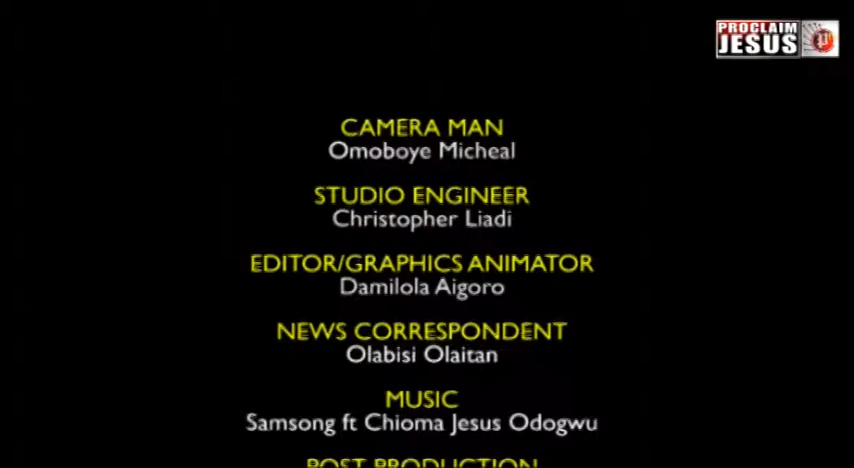 PROCLAIM
JESUS
CAMERA MAN
Omoboye Micheal
STUDIO ENGINEER
Christopher Liadi
EDITOR/GRAPHICS ANIMATOR
Damilola Aigoro
NEWS CORRESPONDENT
Olabisi Olaitan
MUSIC
Samsong ft Chioma Jesus Odogwu
POST PRODUCTION